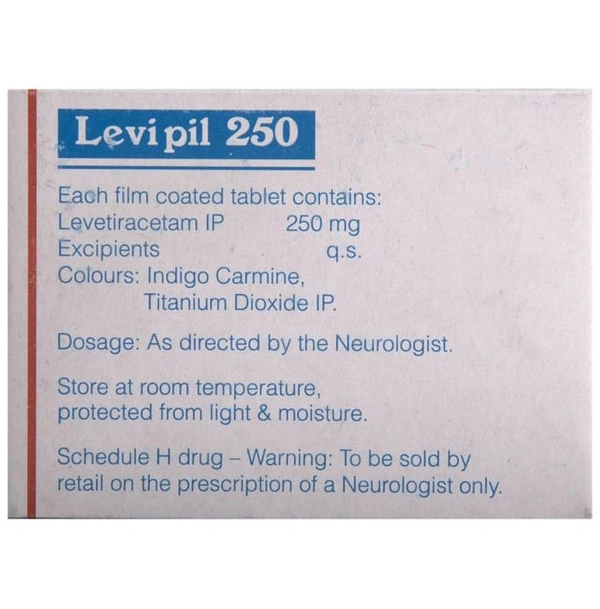 Levipil 250
Each film coated tablet contains:
Levetiracetam IP 250 mg
Excipients q.s.
Colours: Indigo Carmine,
Titanium Dioxide IP.
Dosage: As directed by the Neurologist.
Store at room temperature,
protected from light & moisture.
Schedule H drug – Warning: To be sold by
retail on the prescription of a Neurologist only.